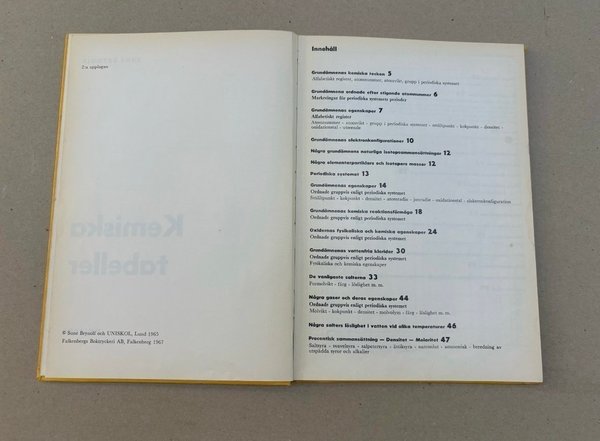 2:a upplagan
© Sune Brynolf och UNISKOL, Lund 1965
Falkenbergs Boktryckeri AB, Falkenberg 1967
Innehåll
Grundämnenas kemiska tecken 5
Alfabetiskt register, atomnummer, atomvikt, grupp i periodiska systemet
Grundämnena ordnade efter stigande atomnummer 6
Markeringar för periodiska systemets perioder
Grundämnenas egenskaper 7
Alfabetiskt register
Atomnummer - atomvikt - grupp i periodiska systemet - smältpunkt - kokpunkt - densitet -
oxidationstal - utseende
Grundämnenas elektronkonfigurationer 10
Några grundämnens naturliga isotopsammansättningar 12
Några elementarpartiklars och isotopers massor 12
Periodiska systemet 13
Grundämnenas egenskaper 14
Ordnade gruppvis enligt periodiska systemet
Smältpunkt - kokpunkt - densitet - atomradie - jonradie - oxidationstal - elektronkonfiguration
Grundämnenas kemiska reaktionsförmåga 18
Ordnade gruppvis enligt periodiska systemet
Oxidernas fysikaliska och kemiska egenskaper 24
Ordnade gruppvis enligt periodiska systemet
Grundämnenas vattenfria klorider 30
Ordnade gruppvis enligt periodiska systemet
Fysikaliska och kemiska egenskaper
De vanligaste salterna 33
Formelvikt - färg - löslighet m. m.
Några gaser och deras egenskaper 44
Molvikt - kokpunkt - densitet - molvolym - färg - löslighet m. m.
Några salters löslighet i vatten vid olika temperaturer 46
Procentisk sammansättning — Densitet — Molaritet 47
Saltsyra - svavelsyra - salpetersyra - ättiksyra - natronlut - ammoniak - beredning av
utspädda syror och alkalier